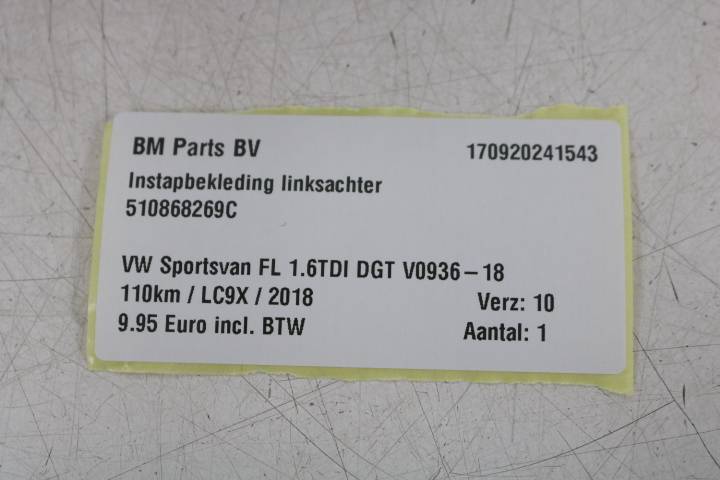 BM Parts BV 170920241543
Instapbekleding linksachter
510868269C
VW Sportsvan FL 1.6TDI DGT V0936-18
110km / LC9X / 2018 Verz: 10
9.95 Euro incl. BTW Aantal: 1